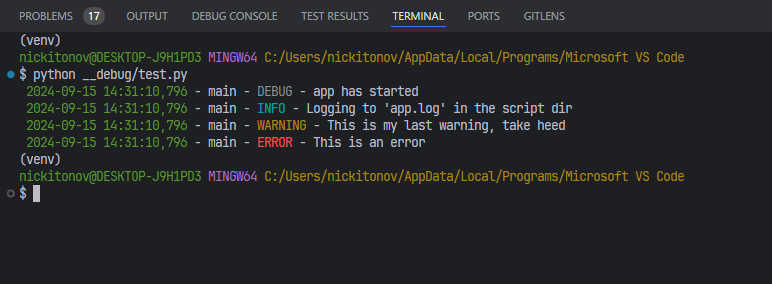 PROBLEMS 17 OUTPUT DEBUG CONSOLE TEST RESULTS TERMINAL PORTS GITLENS
(venv)
nickitonov@DESKTOP-J9H1PD3 MINGW64 C:/Users/nickitonov/AppData/Local/Programs/Microsoft VS Code
$ python __debug/test.py
2024-09-15 14:31:10,796 - main - DEBUG - app has started
2024-09-15 14:31:10,796 - main - INFO - Logging to 'app.log' in the script dir
2024-09-15 14:31:10,796 - main - WARNING - This is my last warning, take heed
2024-09-15 14:31:10,796 - main - ERROR - This is an error
(venv)
nickitonov@DESKTOP-J9H1PD3 MINGW64 C:/Users/nickitonov/AppData/Local/Programs/Microsoft VS Code
$